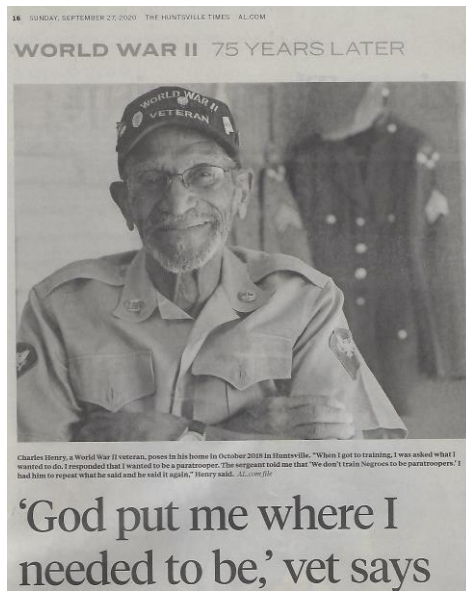 16 SUNDAY, SEPTEMBER 27, 2020 THE HUNTSVILLE TIMES AL.COM
WORLD WAR II 75 YEARS LATER
WORLD WAR II
VETERAN
Charles Henry, a World War II veteran, poses in his home in October 2018 in Huntsville. "When I got to training, I was asked what I
wanted to do. I responded that I wanted to be a paratrooper. The sergeant told me that 'We don't train Negroes to be paratroopers.' I
had him to repeat what he said and he said it again," Henry said. AL.com file
‘God put me where I
needed to be,’ vet says